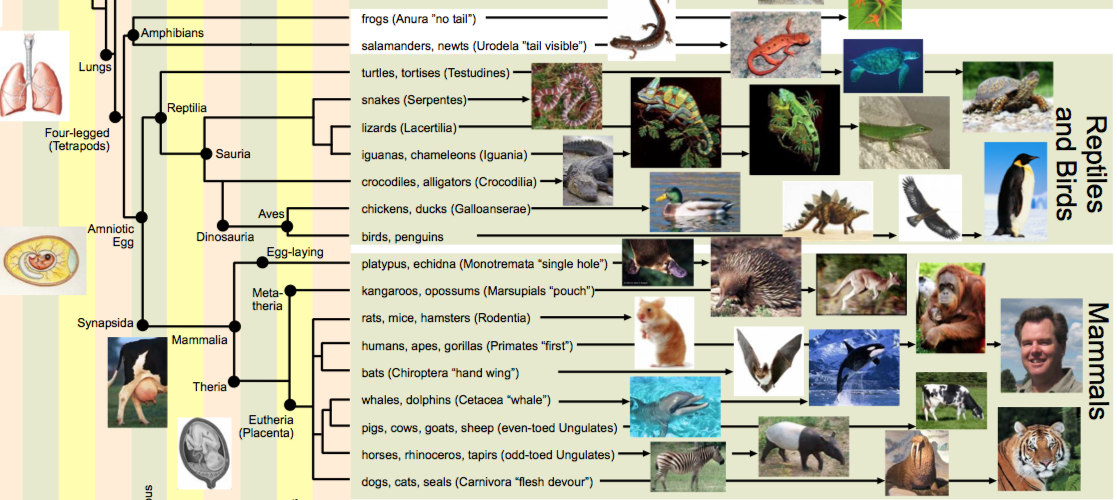 frogs (Anura "no tail")
Amphibians
salamanders, newts (Urodela "tail visible")
Lungs
turtles, tortises (Testudines)
Reptilia
snakes (Serpentes)
Four-legged
(Tetrapods)
lizards (Lacertilia)
Sauria
iguanas, chameleons (Iguania)
crocodiles, alligators (Crocodilia)
Aves
chickens, ducks (Galloanserae)
Amniotic
Egg
Dinosauria
birds, penguins
Reptiles
and Birds
Egg-laying
platypus, echidna (Monotremata “single hole”)
Meta-
theria
kangaroos, opossums (Marsupials “pouch”)
Synapsida
rats, mice, hamsters (Rodentia)
Mammalia
humans, apes, gorillas (Primates “first”)
bats (Chiroptera “hand wing”)
Theria
whales, dolphins (Cetacea “whale”)
Eutheria
(Placenta)
pigs, cows, goats, sheep (even-toed Ungulates)
horses, rhinoceros, tapirs (odd-toed Ungulates)
dogs, cats, seals (Carnivora “flesh devour”)
Mammals